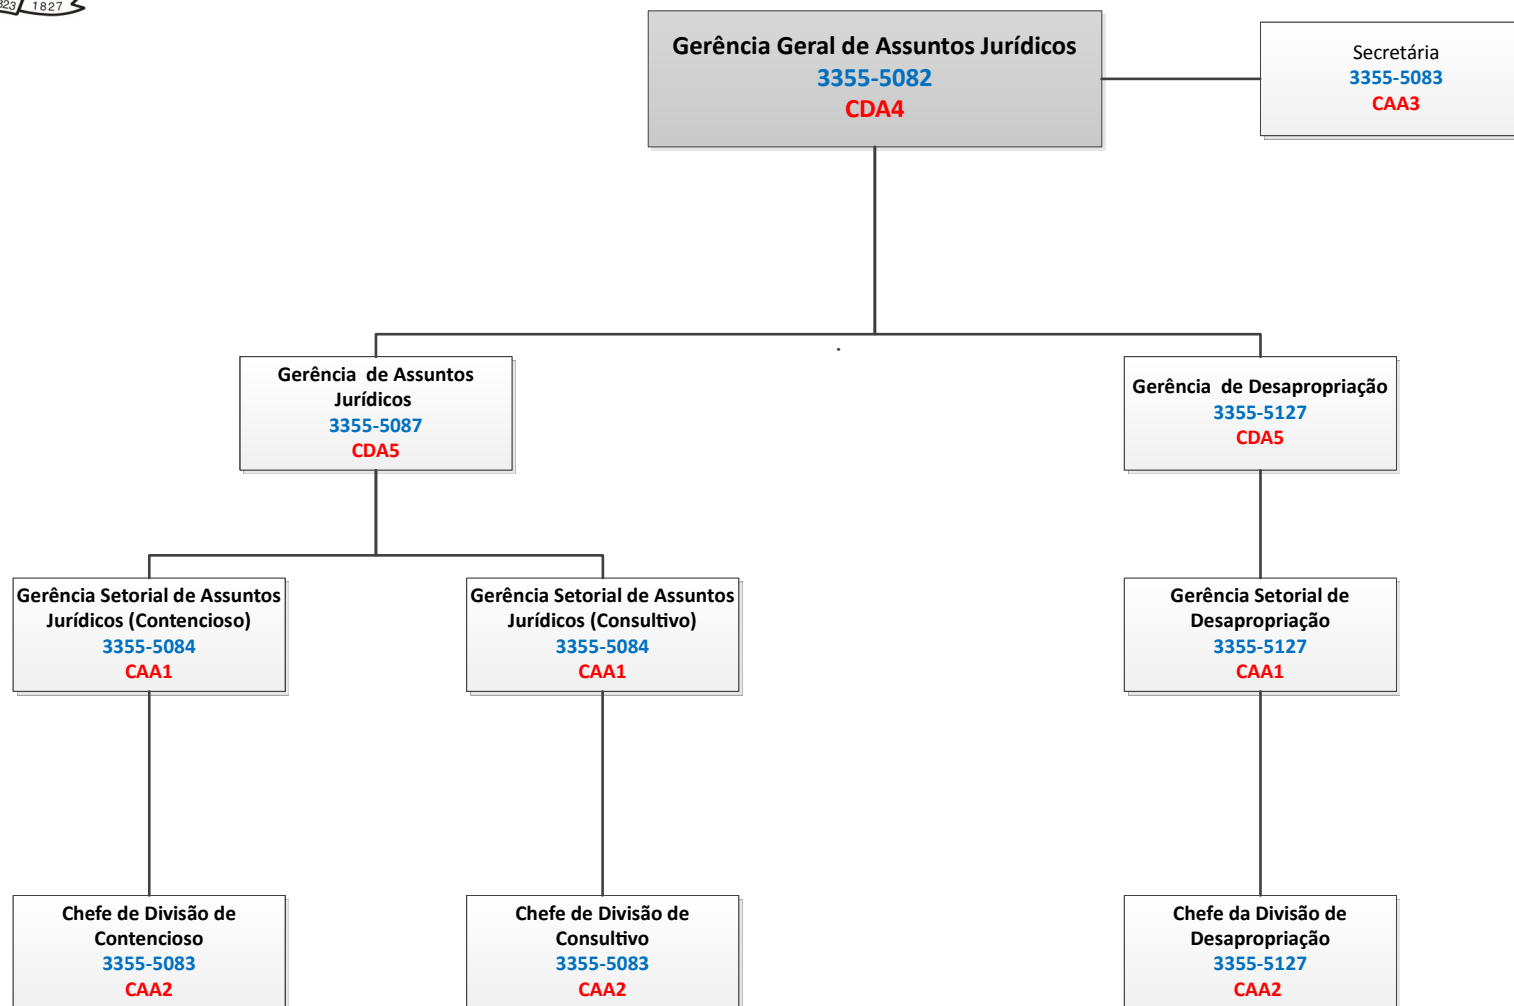 1827
Gerência Geral de Assuntos Jurídicos
3355-5082
CDA4
Secretária
3355-5083
CAA3
Gerência  de Assuntos
Jurídicos
3355-5087
CDA5
Gerência  de Desapropriação
3355-5127
CDA5
Gerência Setorial de Assuntos
Jurídicos (Contencioso)
3355-5084
CAA1
Gerência Setorial de Assuntos
Jurídicos (Consultivo)
3355-5084
CAA1
Gerência Setorial de
Desapropriação
3355-5127
CAA1
Chefe de Divisão de
Contencioso
3355-5083
CAA2
Chefe de Divisão de
Consultivo
3355-5083
CAA2
Chefe da Divisão de
Desapropriação
3355-5127
CAA2